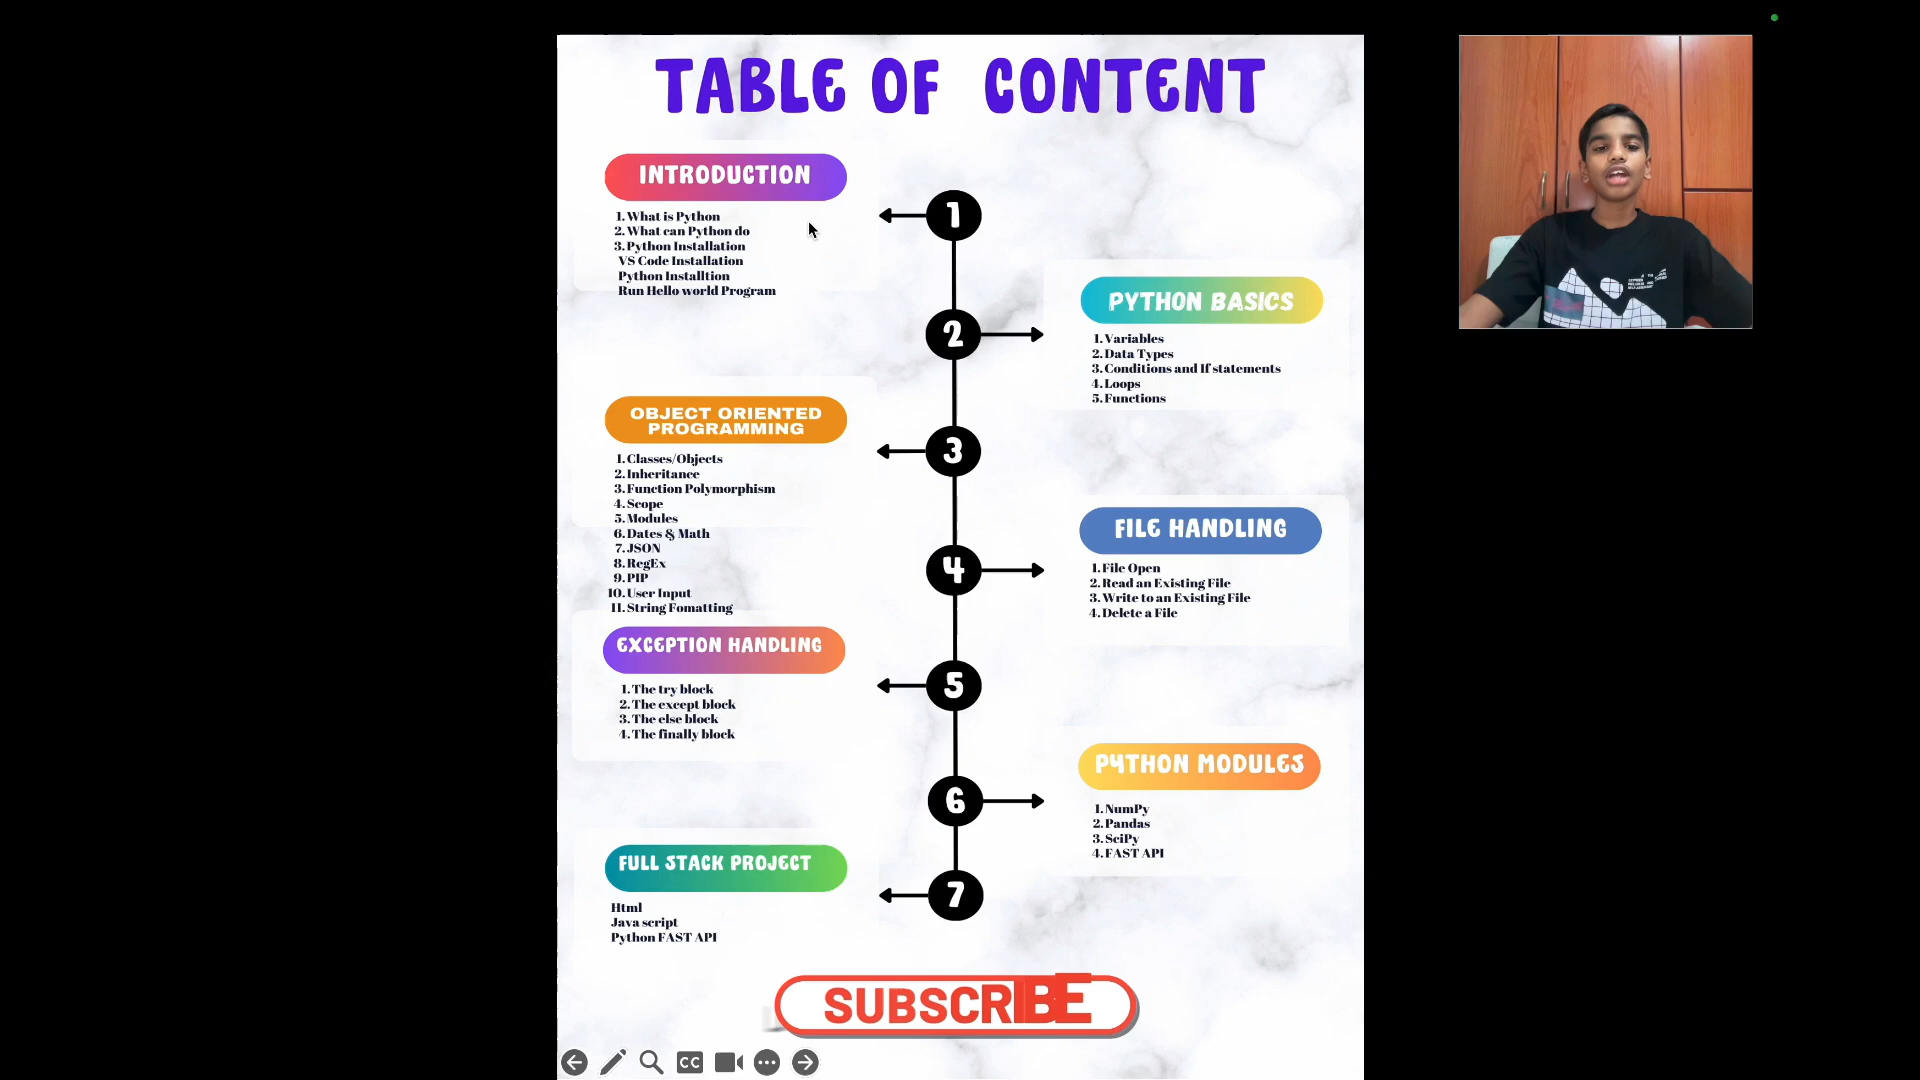 TABLE OF CONTENT
INTRODUCTION
1. What is Python
2. What can Python do
3. Python Installation
VS Code Installation
Python Installtion
Run Hello world Program
1
2
PYTHON BASICS
1. Variables
2. Data Types
3. Conditions and If statements
4. Loops
5. Functions
OBJECT ORIENTED
PROGRAMMING
1. Classes/Objects
2. Inheritance
3. Function Polymorphism
4. Scope
5. Modules
6. Dates & Math
7. JSON
8. RegEx
9. PIP
10. User Input
11. String Fomatting
3
4
FILE HANDLING
1. File Open
2. Read an Existing File
3. Write to an Existing File
4. Delete a File
EXCEPTION HANDLING
1. The try block
2. The except block
3. The else block
4. The finally block
5
6
PYTHON MODULES
1. NumPy
2. Pandas
3. SciPy
4. FAST API
FULL STACK PROJECT
Html
Java script
Python FAST API
7
SUBSCRIBE
CC